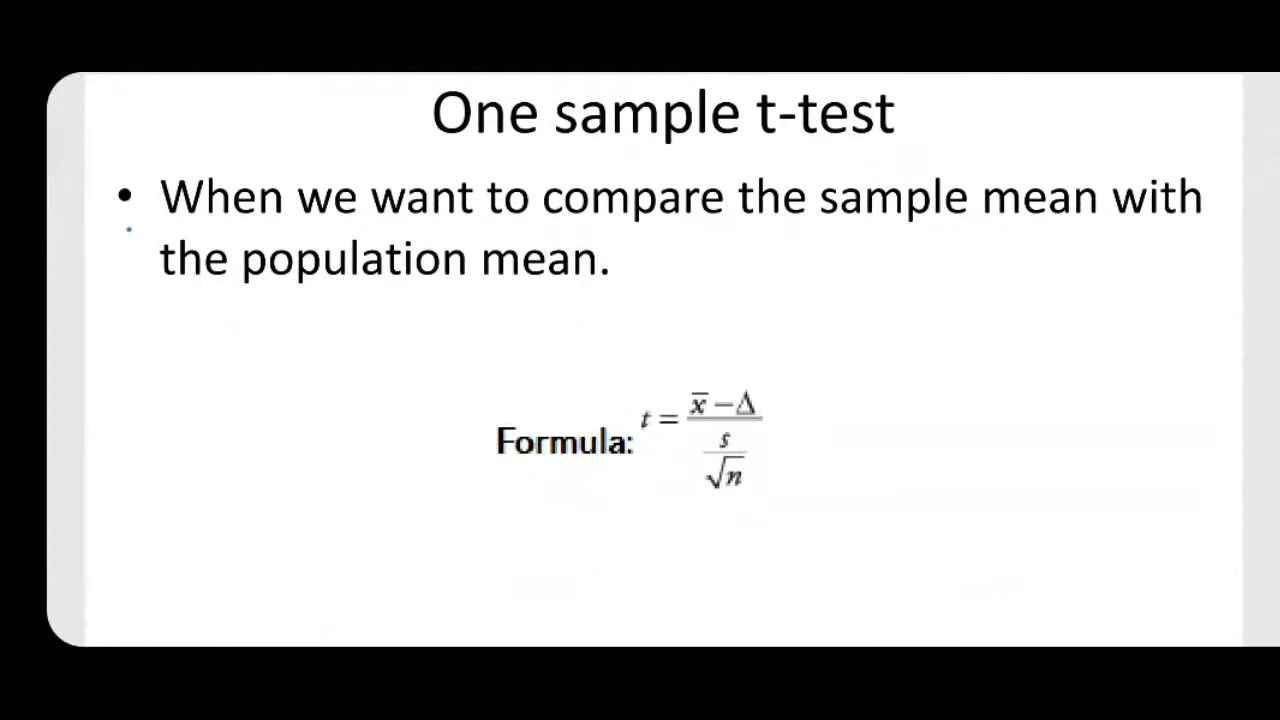 One sample t-test
• When we want to compare the sample mean with
the population mean.
Formula: t = (x̄ − Δ) / (s / √n)